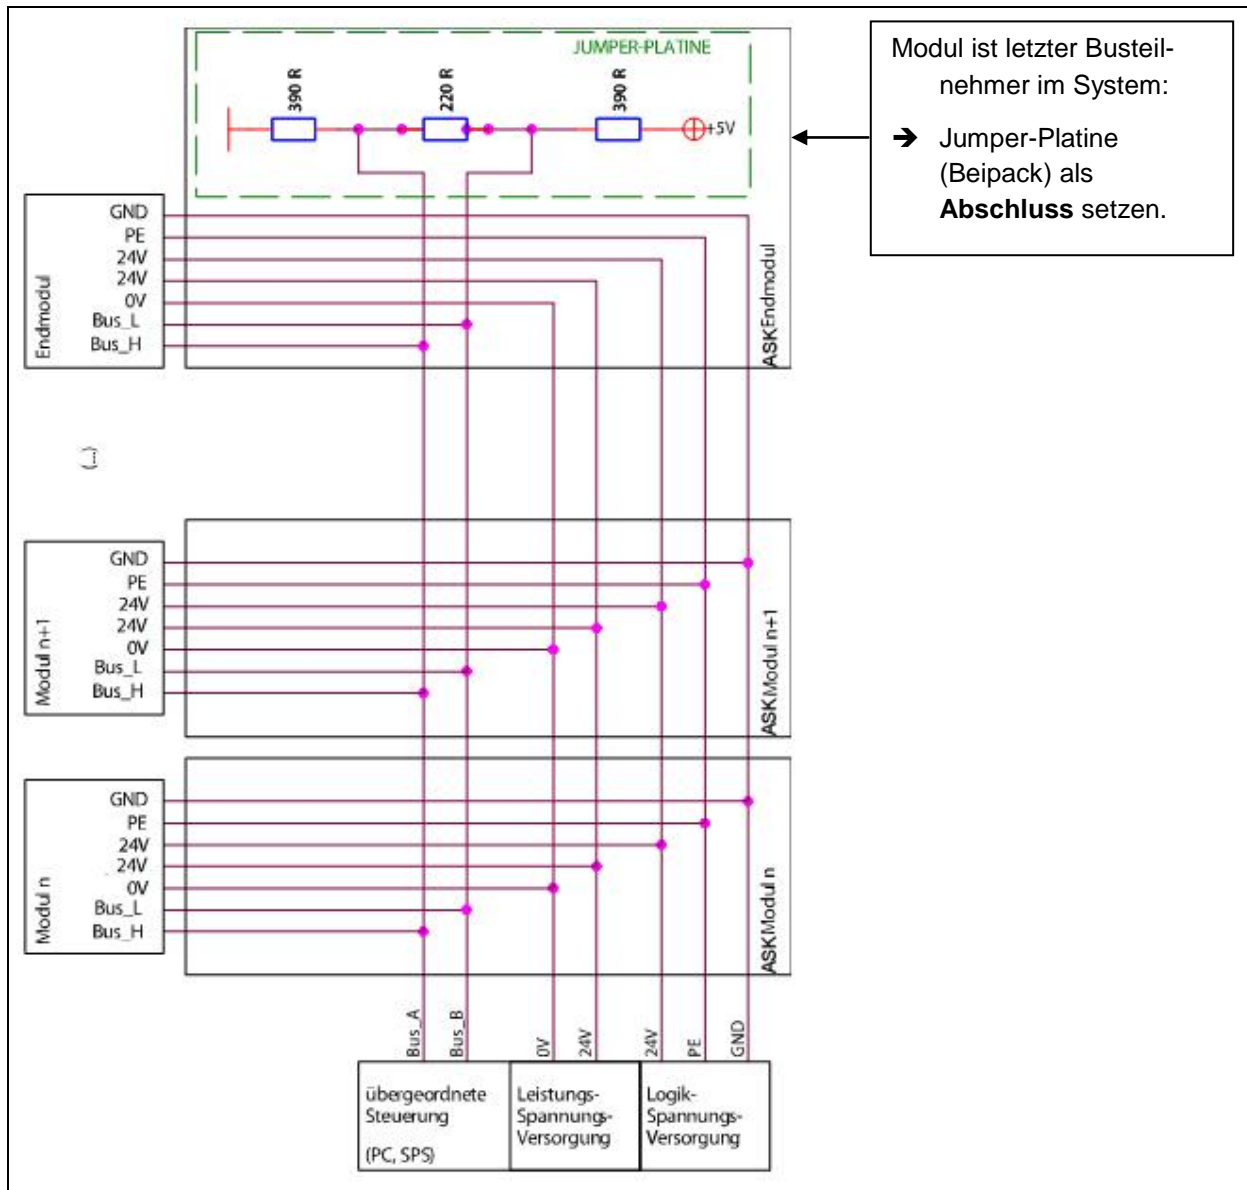 JUMPER-PLATINE
390 R
220 R
390 R
+5V
Modul ist letzter Busteil-
nehmer im System:
➔ Jumper-Platine
(Beipack) als
Abschluss setzen.
Endmodul
GND
PE
24V
24V
0V
Bus_L
Bus_H
ASKEndmodul
(...)
Modul n+1
GND
PE
24V
24V
0V
Bus_L
Bus_H
ASKModul n+1
Modul n
GND
PE
24V
24V
0V
Bus_L
Bus_H
ASKModul n
Bus_A
Bus_B
0V
24V
24V
PE
GND
übergeordnete
Steuerung
(PC, SPS)
Leistungs-
Spannungs-
Versorgung
Logik-
Spannungs-
Versorgung